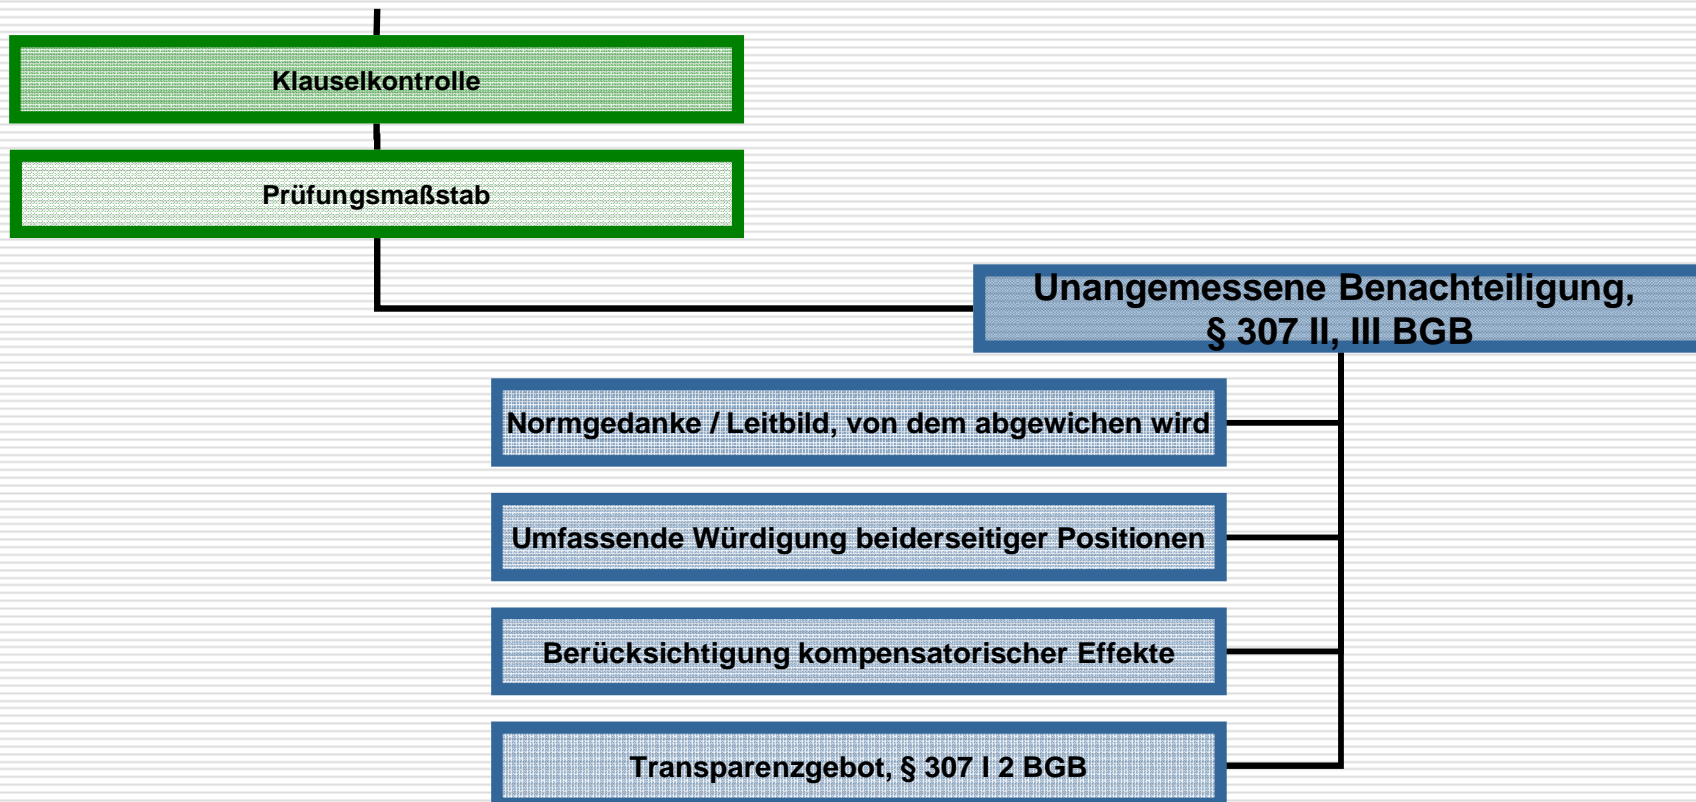 Klauselkontrolle
Prüfungsmaßstab
Unangemessene Benachteiligung,
§ 307 II, III BGB
Normgedanke / Leitbild, von dem abgewichen wird
Umfassende Würdigung beiderseitiger Positionen
Berücksichtigung kompensatorischer Effekte
Transparenzgebot, § 307 I 2 BGB